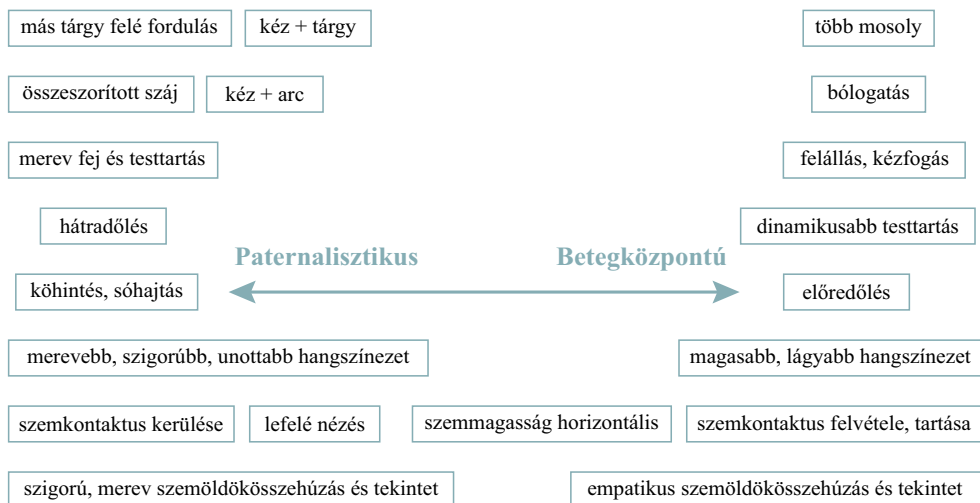 más tárgy felé fordulás kéz + tárgy több mosoly
összeszorított száj kéz + arc bólogatás
merev fej és testtartás felállás, kézfogás
hátradőlés dinamikusabb testtartás
Paternalisztikus Betegközpontú
köhintés, sóhajtás előredőlés
merevebb, szigorúbb, unottabb hangszínezet magasabb, lágyabb hangszínezet
szemkontaktus kerülése lefelé nézés szemmagasság horizontális szemkontaktus felvétele, tartása
szigorú, merev szemöldökösszehúzás és tekintet empatikus szemöldökösszehúzás és tekintet